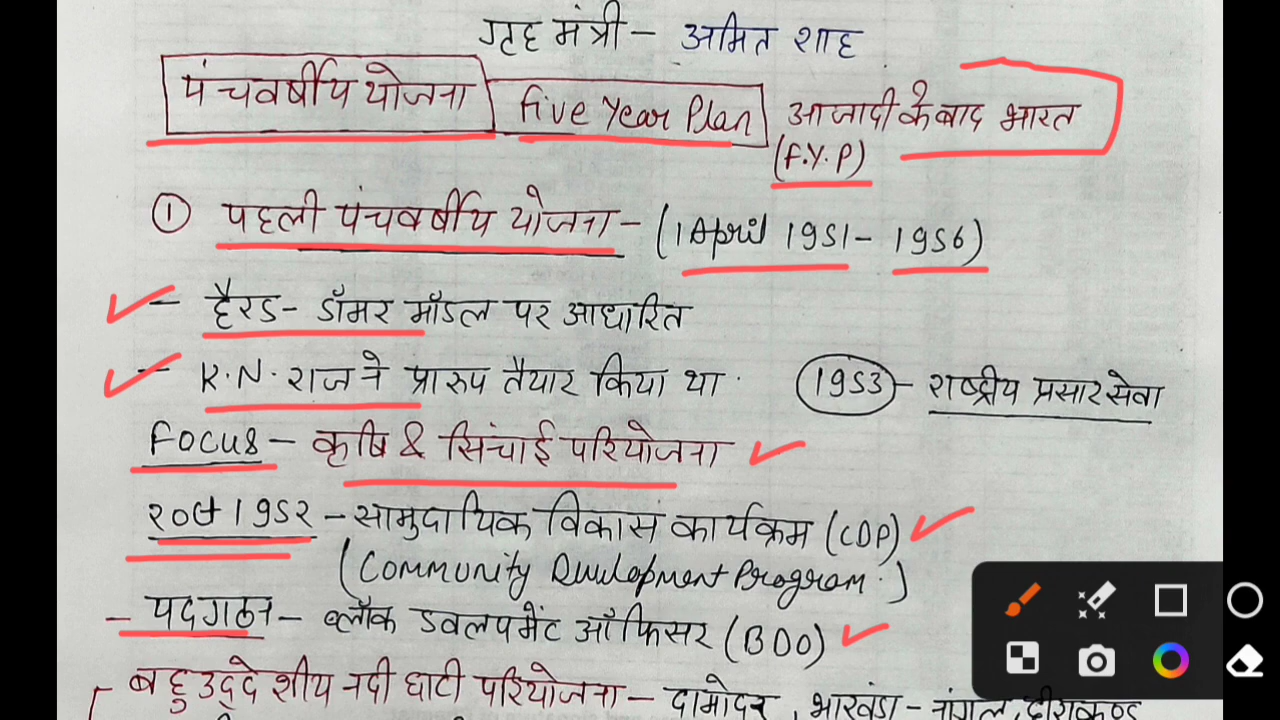 गृह मंत्री - अमित शाह
पंचवर्षीय योजना Five Year Plan आजादी के बाद भारत
(F.Y.P)
① पहली पंचवर्षीय योजना - (1 April 1951 - 1956)
- हैरड - डॉमर मॉडल पर आधारित
- K.N. राज ने प्रारुप तैयार किया था. 1953 - राष्ट्रीय प्रसार सेवा
Focus - कृषि & सिंचाई परियोजना
2 Oct 1952 - सामुदायिक विकास कार्यक्रम (CDP)
(Community Development Program.)
- पदगठन - ब्लॉक डवलपमेंट ऑफिसर (BDO)
बहुउद्देशीय नदी घाटी परियोजना - दामोदर, भाखड़ा - नांगल, हीराकुण्ड